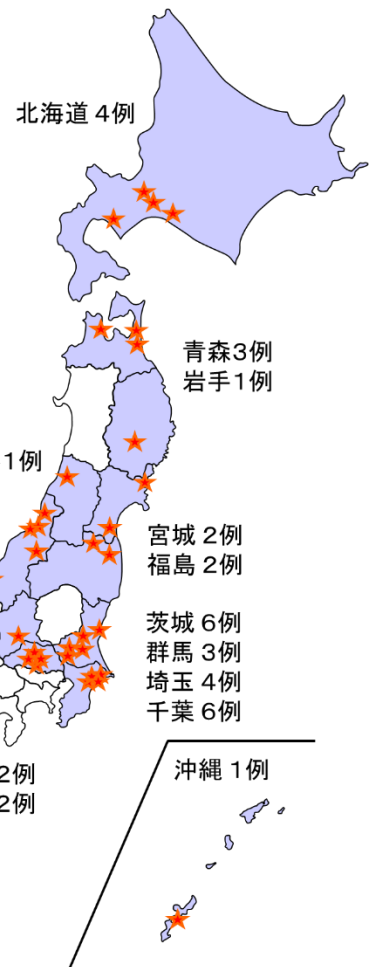 北海道 4例
青森3例
岩手1例
1例
宮城 2例
福島 2例
茨城 6例
群馬 3例
埼玉 4例
千葉 6例
2例
2例
沖縄 1例